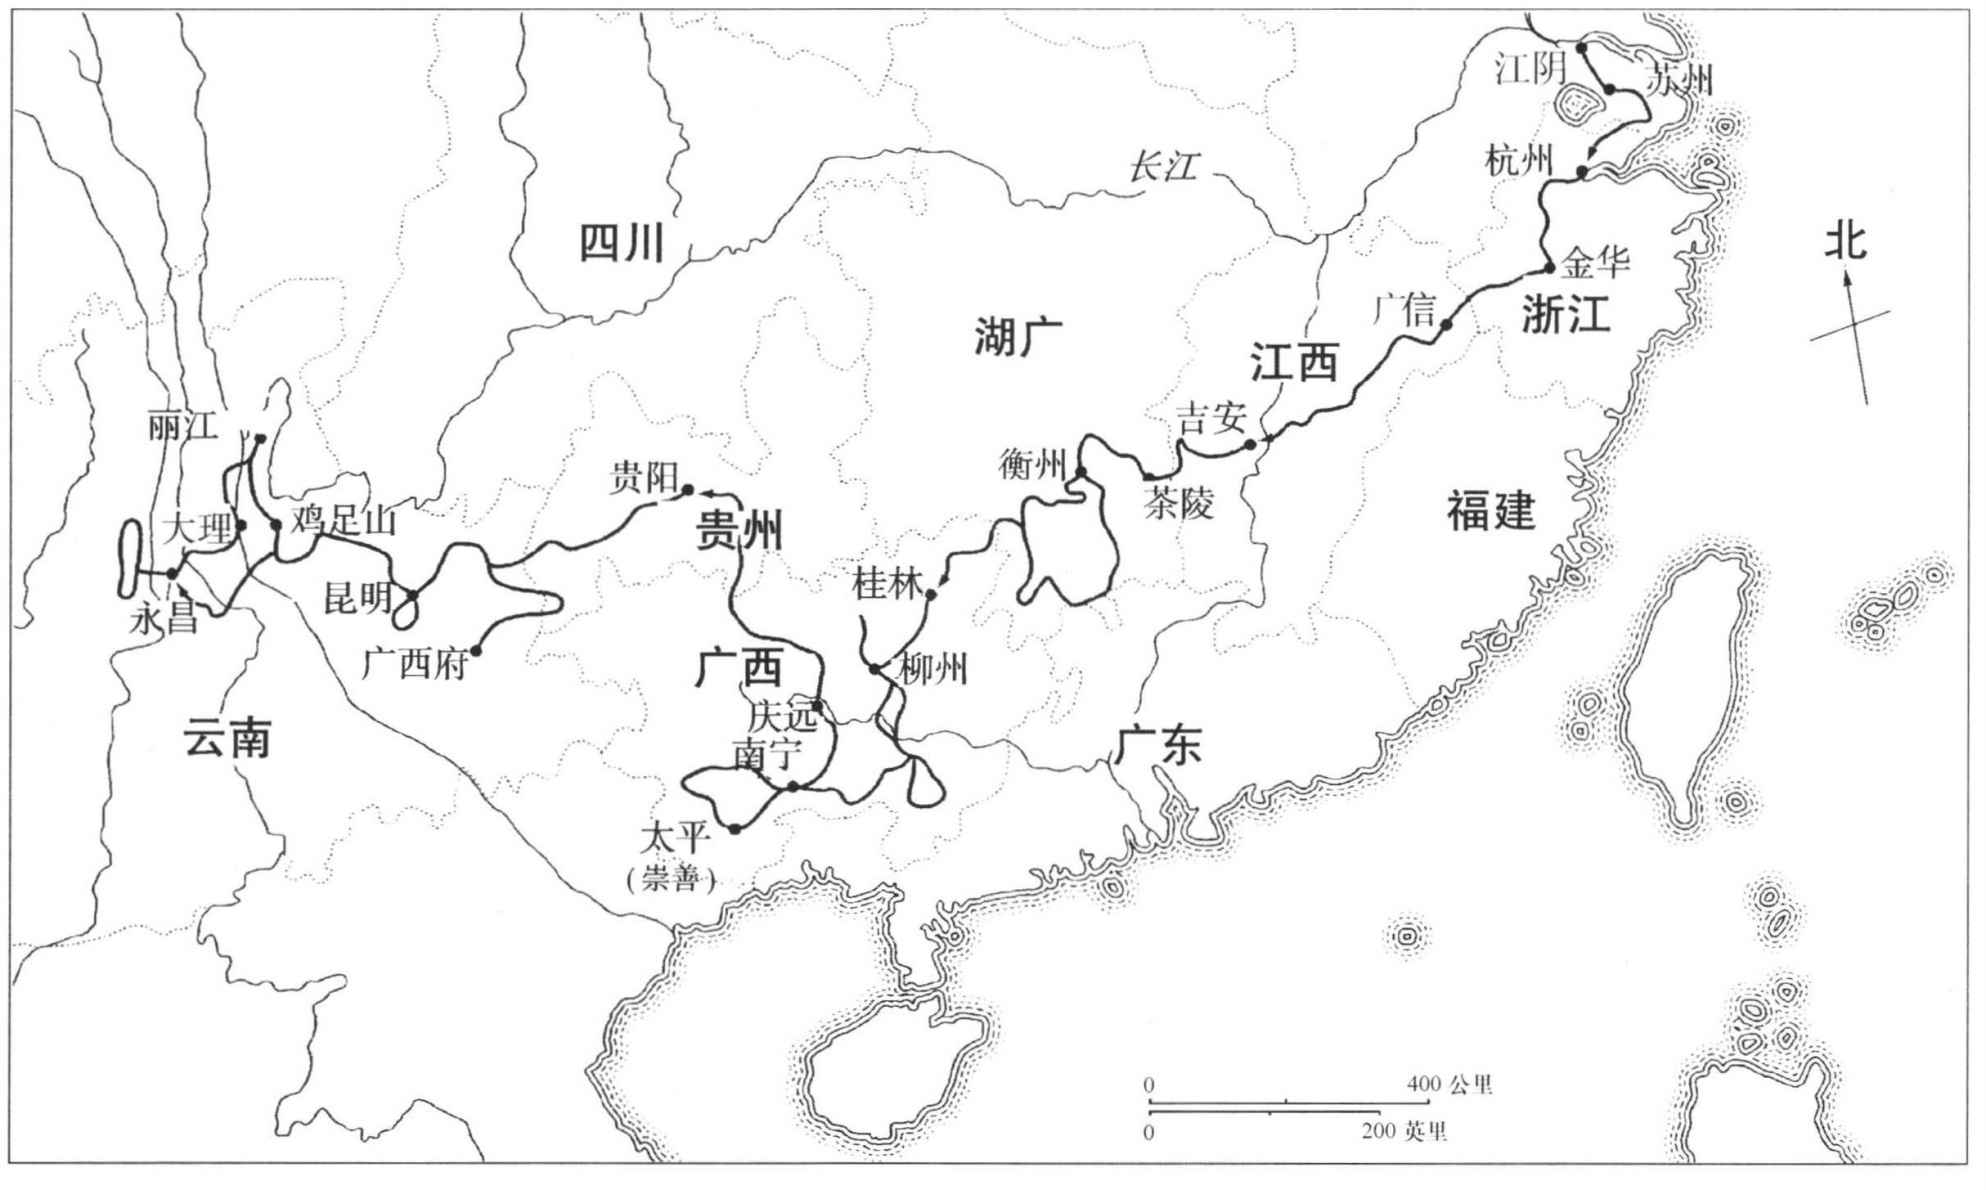 江阴
苏州
杭州
长江
四川
北
金华
广信
浙江
湖广
江西
丽江
吉安
衡州
贵阳
茶陵
福建
鸡足山
大理
贵州
桂林
昆明
永昌
广西府
广西
柳州
庆远
云南
南宁
广东
太平
(崇善)
0 400 公里
0 200 英里